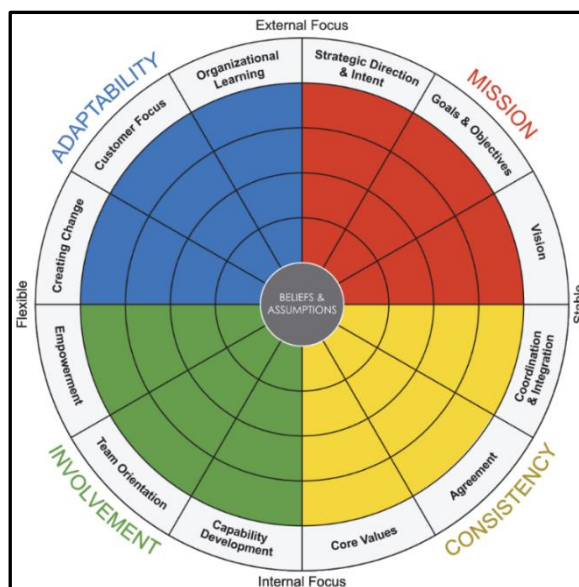 External Focus
Organizational
Learning
Strategic Direction
& Intent
ADAPTABILITY
MISSION
Customer Focus
Goals & Objectives
Creating Change
Vision
BELIEFS &
ASSUMPTIONS
Flexible
Stable
Empowerment
Coordination
& Integration
Team Orientation
Agreement
INVOLVEMENT
CONSISTENCY
Capability
Development
Core Values
Internal Focus